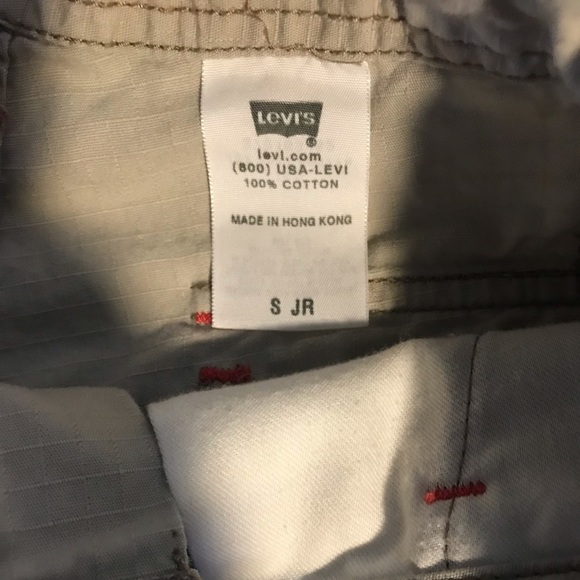 Levi's
®
levi.com
(800) USA-LEVI
100% COTTON
MADE IN HONG KONG
S JR